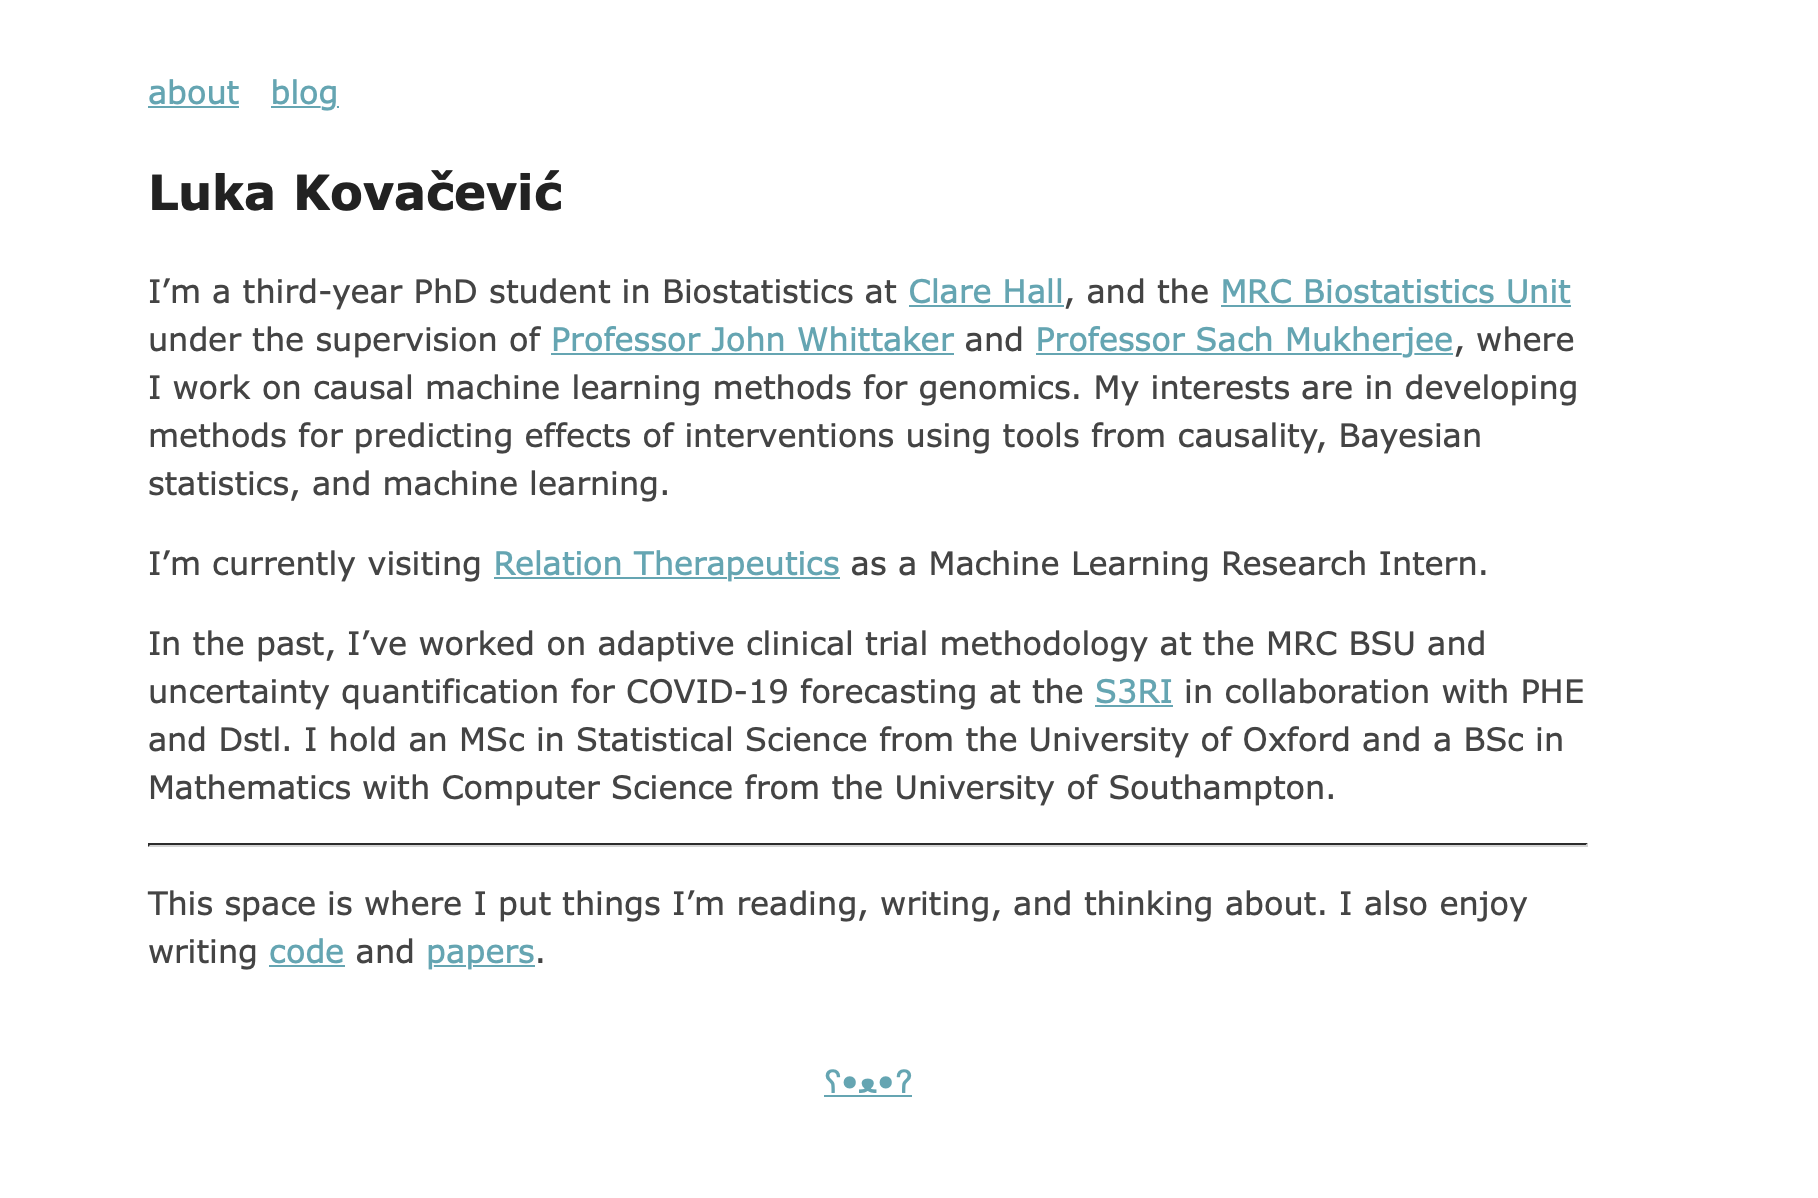 about blog
Luka Kovačević
I’m a third-year PhD student in Biostatistics at Clare Hall, and the MRC Biostatistics Unit
under the supervision of Professor John Whittaker and Professor Sach Mukherjee, where
I work on causal machine learning methods for genomics. My interests are in developing
methods for predicting effects of interventions using tools from causality, Bayesian
statistics, and machine learning.
I’m currently visiting Relation Therapeutics as a Machine Learning Research Intern.
In the past, I’ve worked on adaptive clinical trial methodology at the MRC BSU and
uncertainty quantification for COVID-19 forecasting at the S3RI in collaboration with PHE
and Dstl. I hold an MSc in Statistical Science from the University of Oxford and a BSc in
Mathematics with Computer Science from the University of Southampton.
This space is where I put things I’m reading, writing, and thinking about. I also enjoy
writing code and papers.
ʕ•ᴥ•ʔ